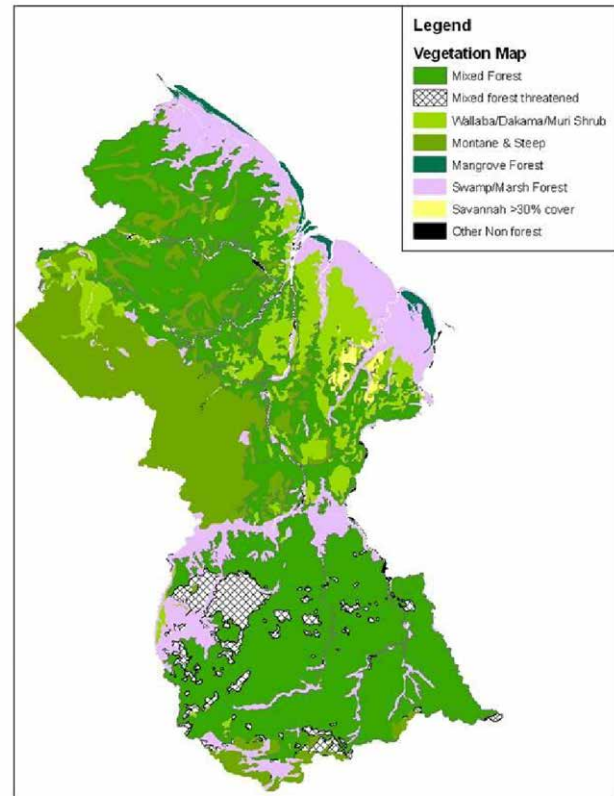 Legend
Vegetation Map
Mixed Forest
Mixed forest threatened
Wallaba/Dakama/Muri Shrub
Montane & Steep
Mangrove Forest
Swamp/Marsh Forest
Savannah >30% cover
Other Non forest